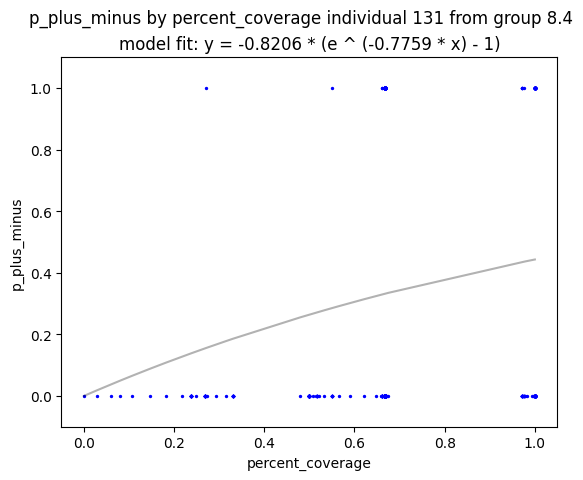 p_plus_minus by percent_coverage individual 131 from group 8.4
model fit: y = -0.8206 * (e ^ (-0.7759 * x) - 1)
1.0
0.8
0.6
0.4
0.2
0.0
p_plus_minus
0.0 0.2 0.4 0.6 0.8 1.0
percent_coverage